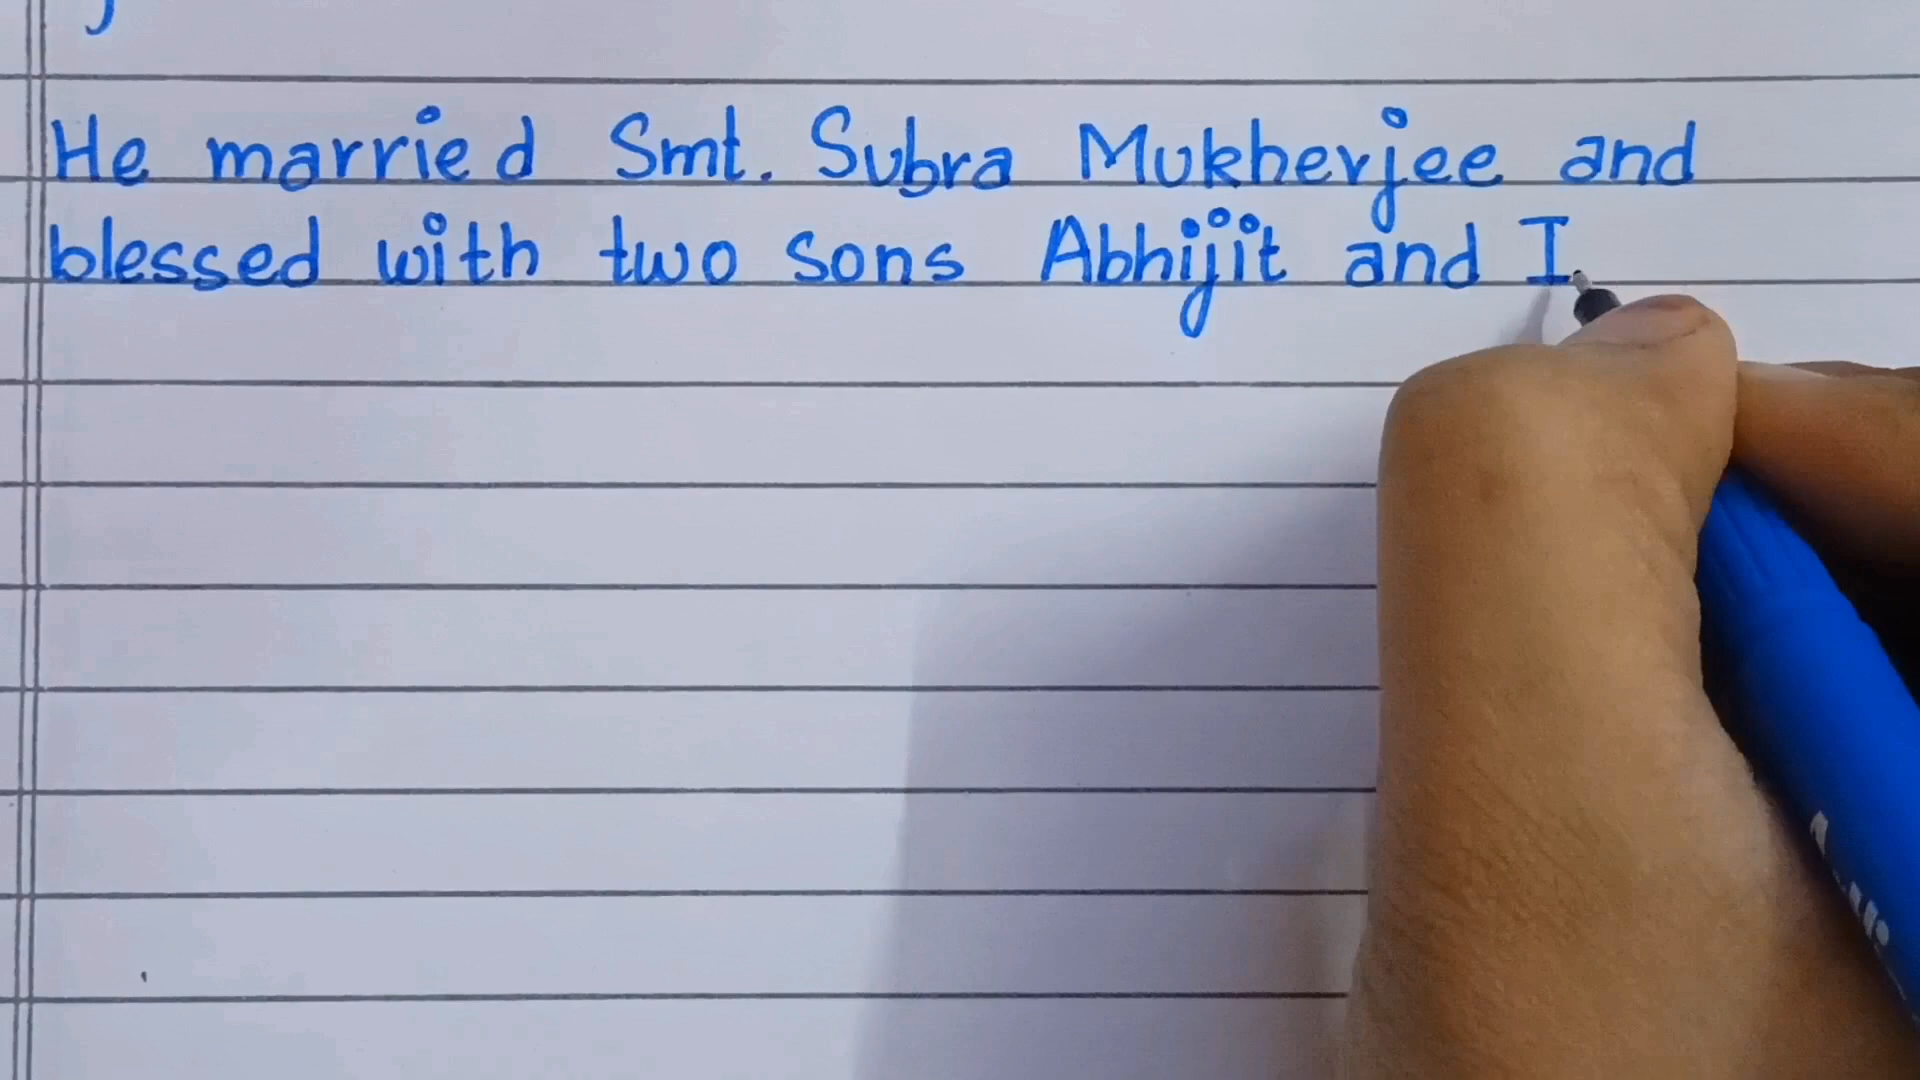 He married Smt. Subra Mukherjee and
blessed with two sons Abhijit and I